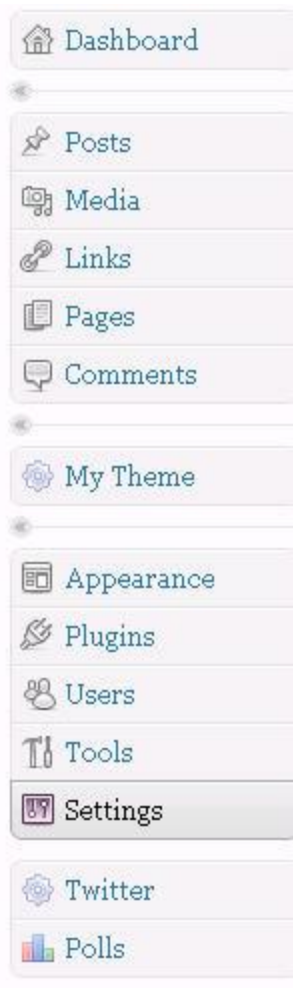 Dashboard
Posts
Media
Links
Pages
Comments
My Theme
Appearance
Plugins
Users
Tools
Settings
Twitter
Polls